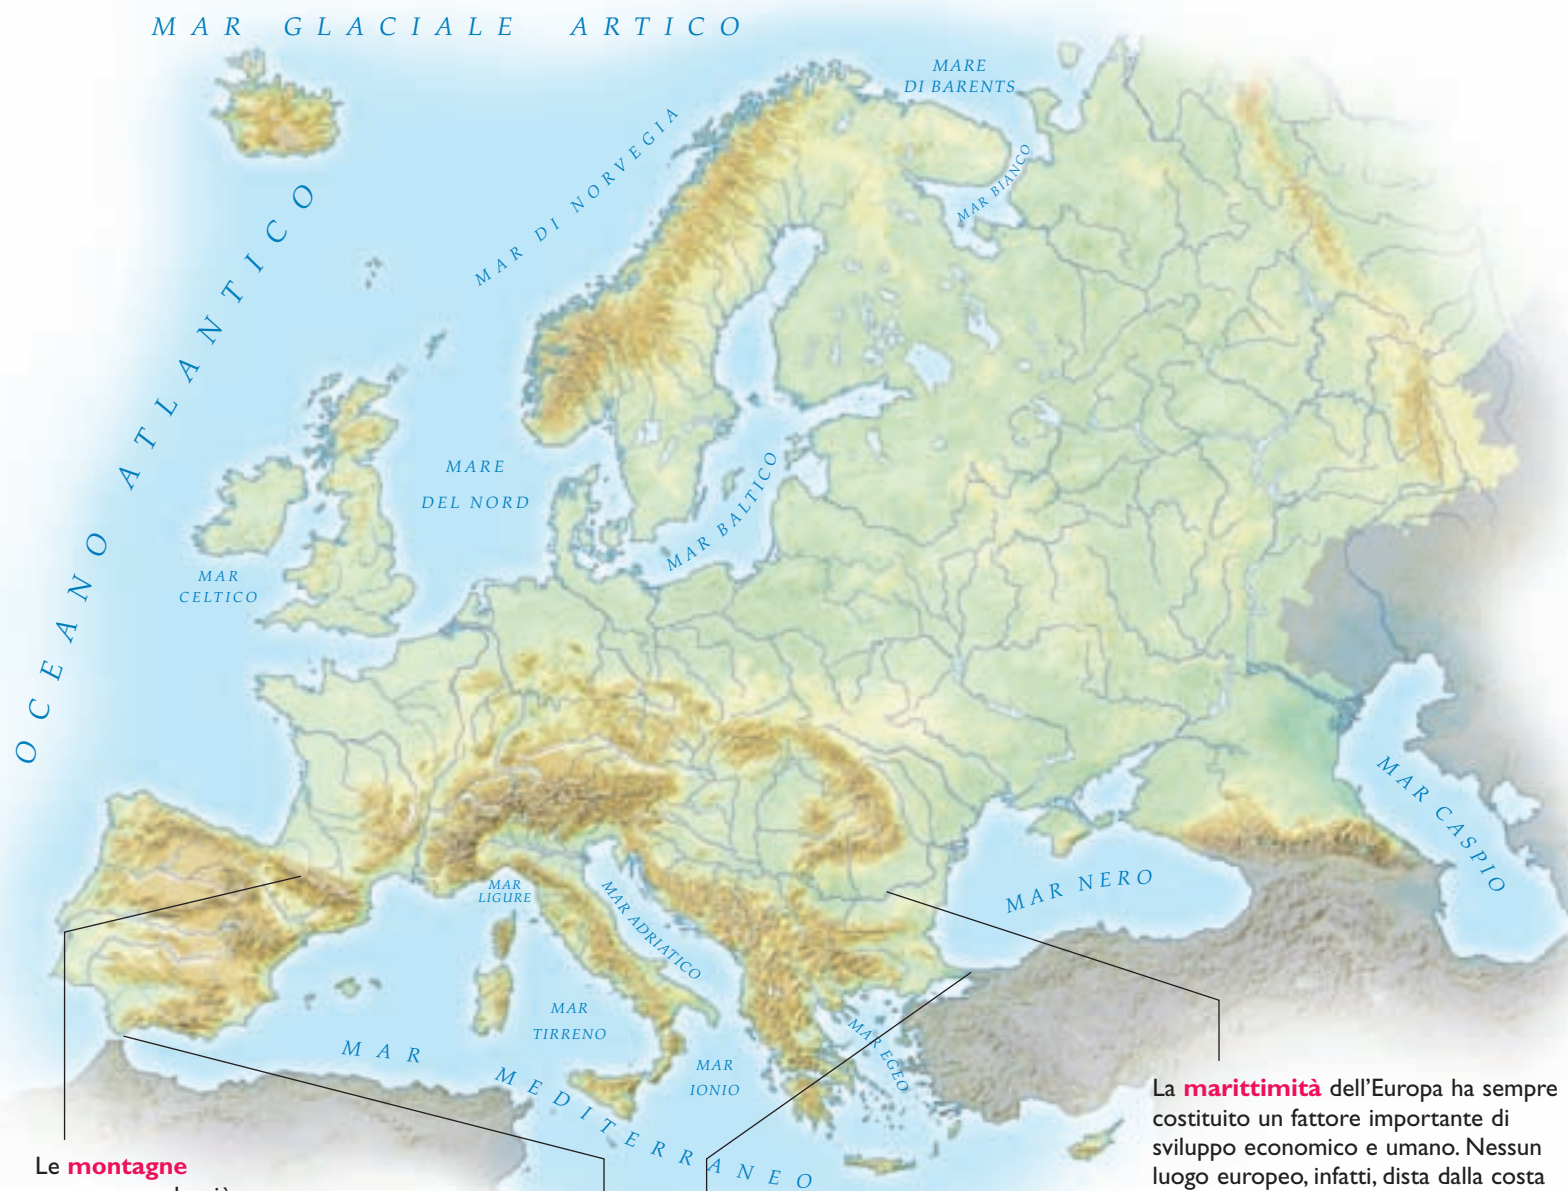 MAR GLACIALE ARTICO
MARE
DI BARENTS
MAR BIANCO
MAR DI NORVEGIA
OCEANO ATLANTICO
MARE
DEL NORD
MAR BALTICO
MAR
CELTICO
MAR CASPIO
MAR NERO
MAR
LIGURE
MAR ADRIATICO
MAR
TIRRENO
MAR EGEO
MAR
IONIO
MAR MEDITERRANEO
Le montagne
La marittimità dell'Europa ha sempre
costituito un fattore importante di
sviluppo economico e umano. Nessun
luogo europeo, infatti, dista dalla costa